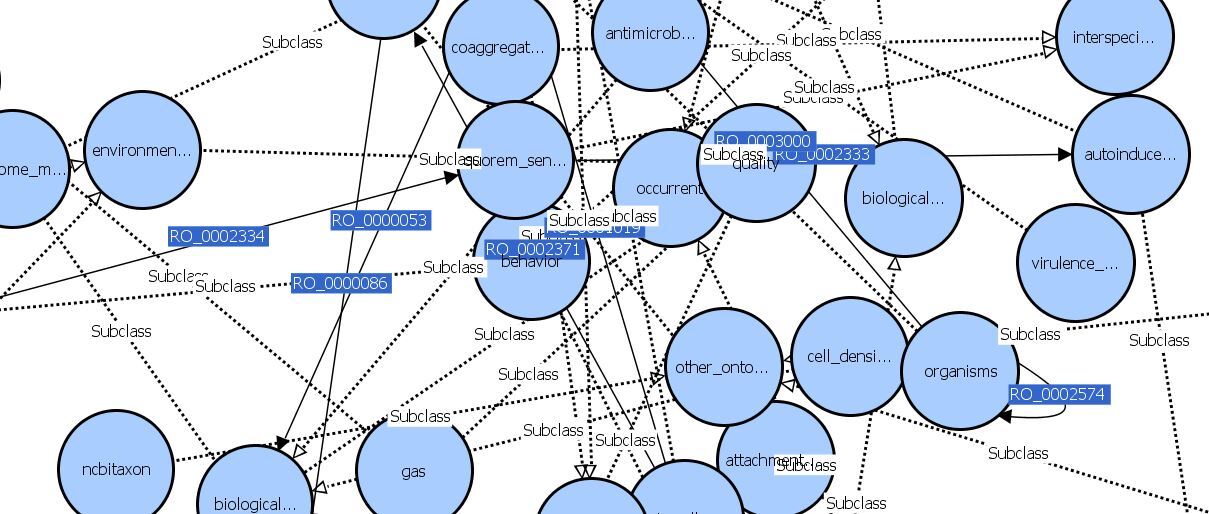 Subclass
coaggregat...
antimicrob...
Subclass
bclass
interspeci...
Subclass
Subclass
Subclass
environmen...
ome_m...
Subclass
quorem_sen...
RO_0003000
Subclass
RO_0002333
quality
autoinduce...
occurrent
biological...
RO_0002334
RO_0000053
Subclass
bclass
RO_0002371
behavior
Subclass
virulence_...
Subclass
Subclass
RO_0000086
Subclass
Subclass
Subclass
Subclass
other_onto...
cell_densi...
organisms
Subclass
RO_0002574
Subclass
Subclass
Subclass
Subclass
ncbitaxon
gas
attachment...
Subclass
biological...
Subclass